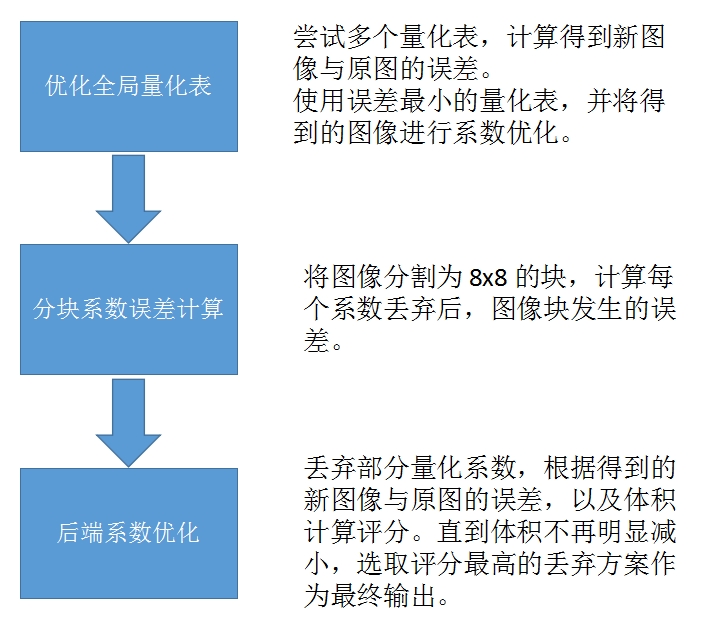 优化全局量化表
尝试多个量化表，计算得到新图
像与原图的误差。
使用误差最小的量化表，并将得
到的图像进行系数优化。
分块系数误差计算
将图像分割为 8x8 的块，计算每
个系数丢弃后，图像块发生的误
差。
后端系数优化
丢弃部分量化系数，根据得到的
新图像与原图的误差，以及体积
计算评分。直到体积不再明显减
小，选取评分最高的丢弃方案作
为最终输出。